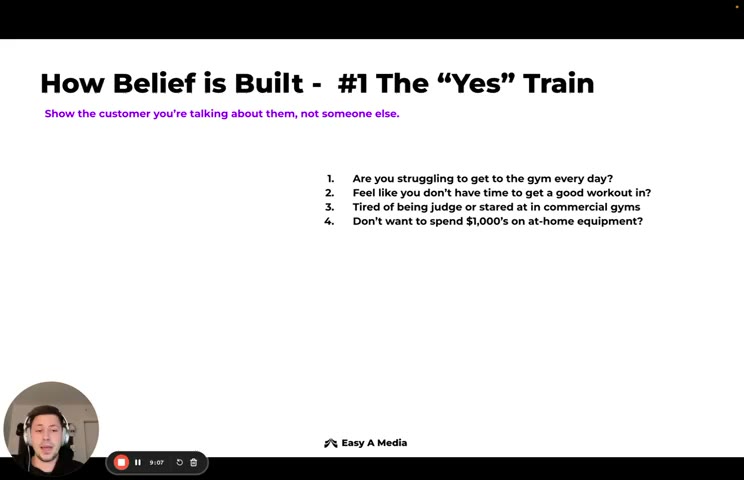 How Belief is Built - #1 The “Yes” Train
Show the customer you’re talking about them, not someone else.
1. Are you struggling to get to the gym every day?
2. Feel like you don’t have time to get a good workout in?
3. Tired of being judge or stared at in commercial gyms
4. Don’t want to spend $1,000’s on at-home equipment?
Easy A Media
9:07